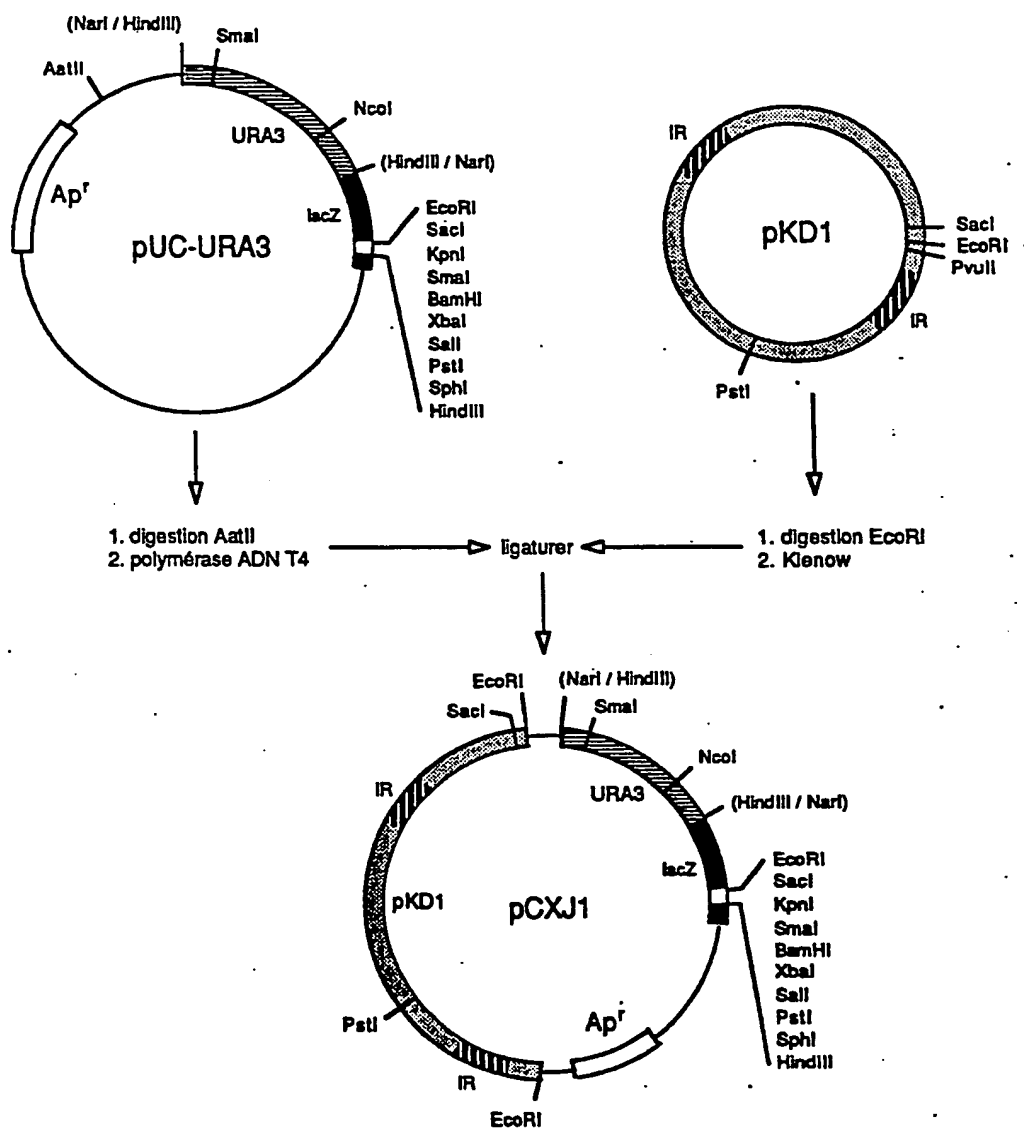 (NarI / HindIII)
SmaI
AatII
NcoI
URA3
(HindIII / NarI)
Ap^r
lacZ
pUC-URA3
EcoRI
SacI
KpnI
SmaI
BamHI
XbaI
SalI
PstI
SphI
HindIII
IR
pKD1
SacI
EcoRI
PvuII
IR
PstI
1. digestion AatII
2. polymérase ADN T4
ligaturer
1. digestion EcoRI
2. Klenow
EcoRI
(NarI / HindIII)
SacI
SmaI
NcoI
IR
URA3
(HindIII / NarI)
lacZ
pKD1
pCXJ1
EcoRI
SacI
KpnI
SmaI
BamHI
XbaI
SalI
PstI
SphI
HindIII
PstI
Ap^r
IR
EcoRI